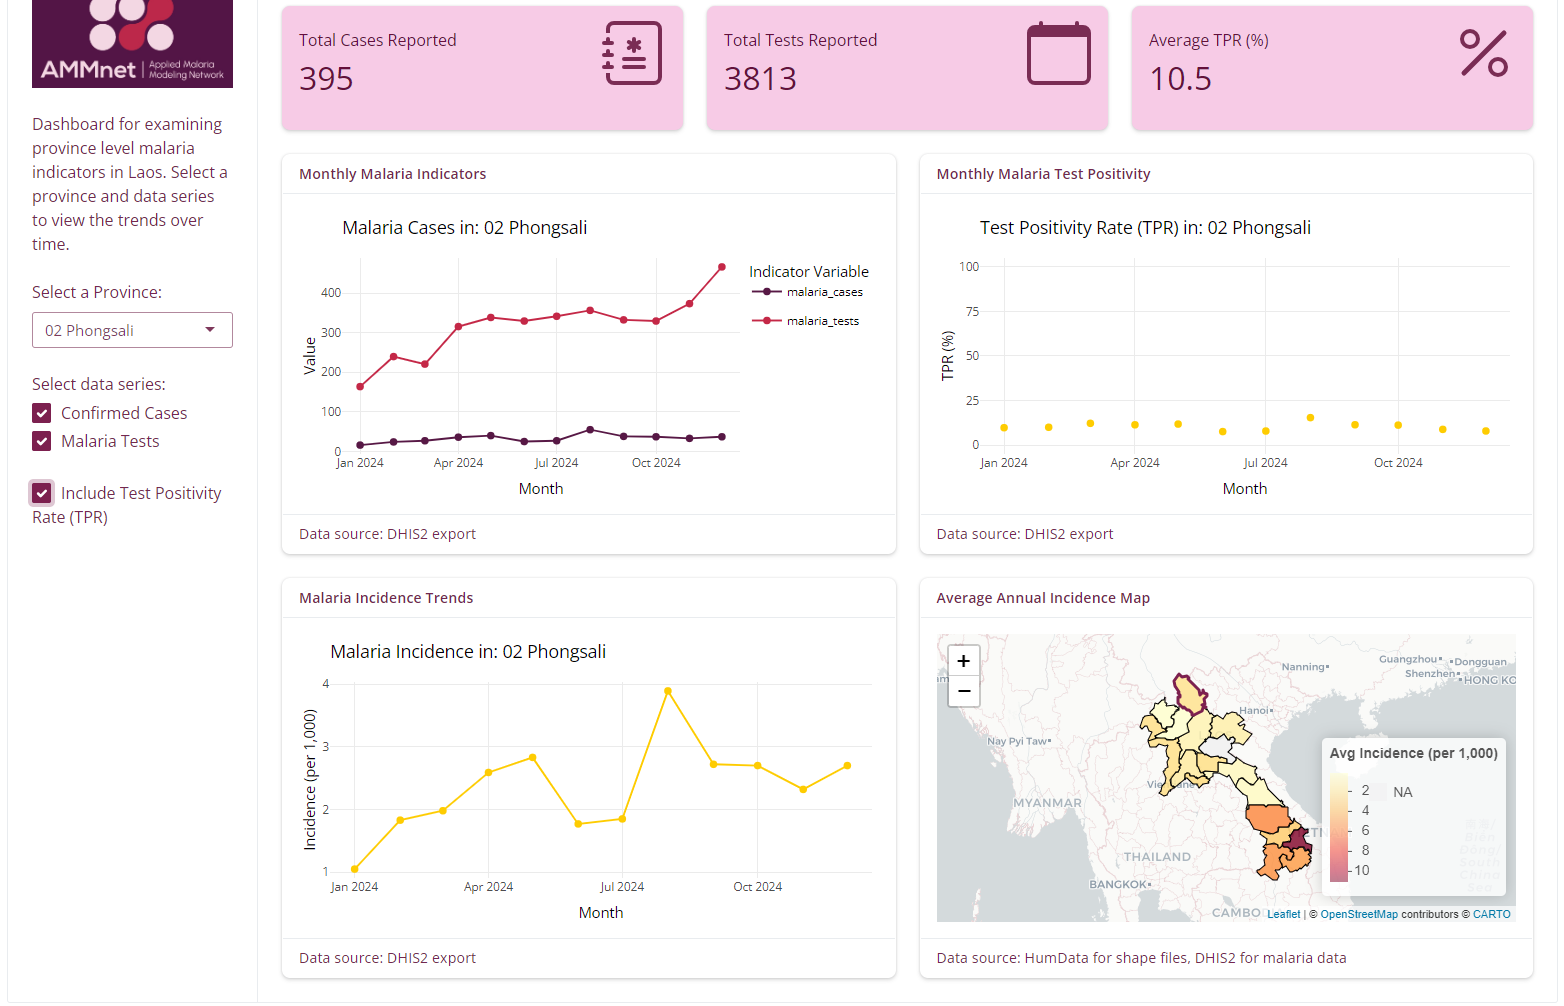 AMMnet
Applied Malaria
Modeling Network
Dashboard for examining
province level malaria
indicators in Laos. Select a
province and data series
to view the trends over
time.
Select a Province:
02 Phongsali
Select data series:
Confirmed Cases
Malaria Tests
Include Test Positivity
Rate (TPR)
Total Cases Reported
395
Total Tests Reported
3813
Average TPR (%)
10.5
Monthly Malaria Indicators
Malaria Cases in: 02 Phongsali
Value
400
300
200
100
0
Jan 2024
Apr 2024
Jul 2024
Oct 2024
Month
Indicator Variable
malaria_cases
malaria_tests
Data source: DHIS2 export
Monthly Malaria Test Positivity
Test Positivity Rate (TPR) in: 02 Phongsali
TPR (%)
100
75
50
25
0
Jan 2024
Apr 2024
Jul 2024
Oct 2024
Month
Data source: DHIS2 export
Malaria Incidence Trends
Malaria Incidence in: 02 Phongsali
Incidence (per 1,000)
4
3
2
1
Jan 2024
Apr 2024
Jul 2024
Oct 2024
Month
Data source: DHIS2 export
Average Annual Incidence Map
+
−
Nanning
Guangzhou
Dongguan
Shenzhen
HONG KO
Hanoi
Nay Pyi Taw
MYANMAR
THAILAND
BANGKOK
Avg Incidence (per 1,000)
2
4
6
8
10
NA
Leaflet | © OpenStreetMap contributors © CARTO
Data source: HumData for shape files, DHIS2 for malaria data